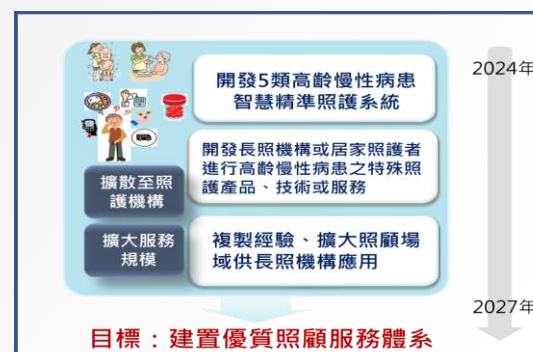 開發5類高齡慢性病患
智慧精準照護系統
2024年
開發長照機構或居家照護者
進行高齡慢性病患之特殊照
護產品、技術或服務
擴散至照
護機構
擴大服務
規模
複製經驗、擴大照顧場
域供長照機構應用
2027年
目標：建置優質照顧服務體系